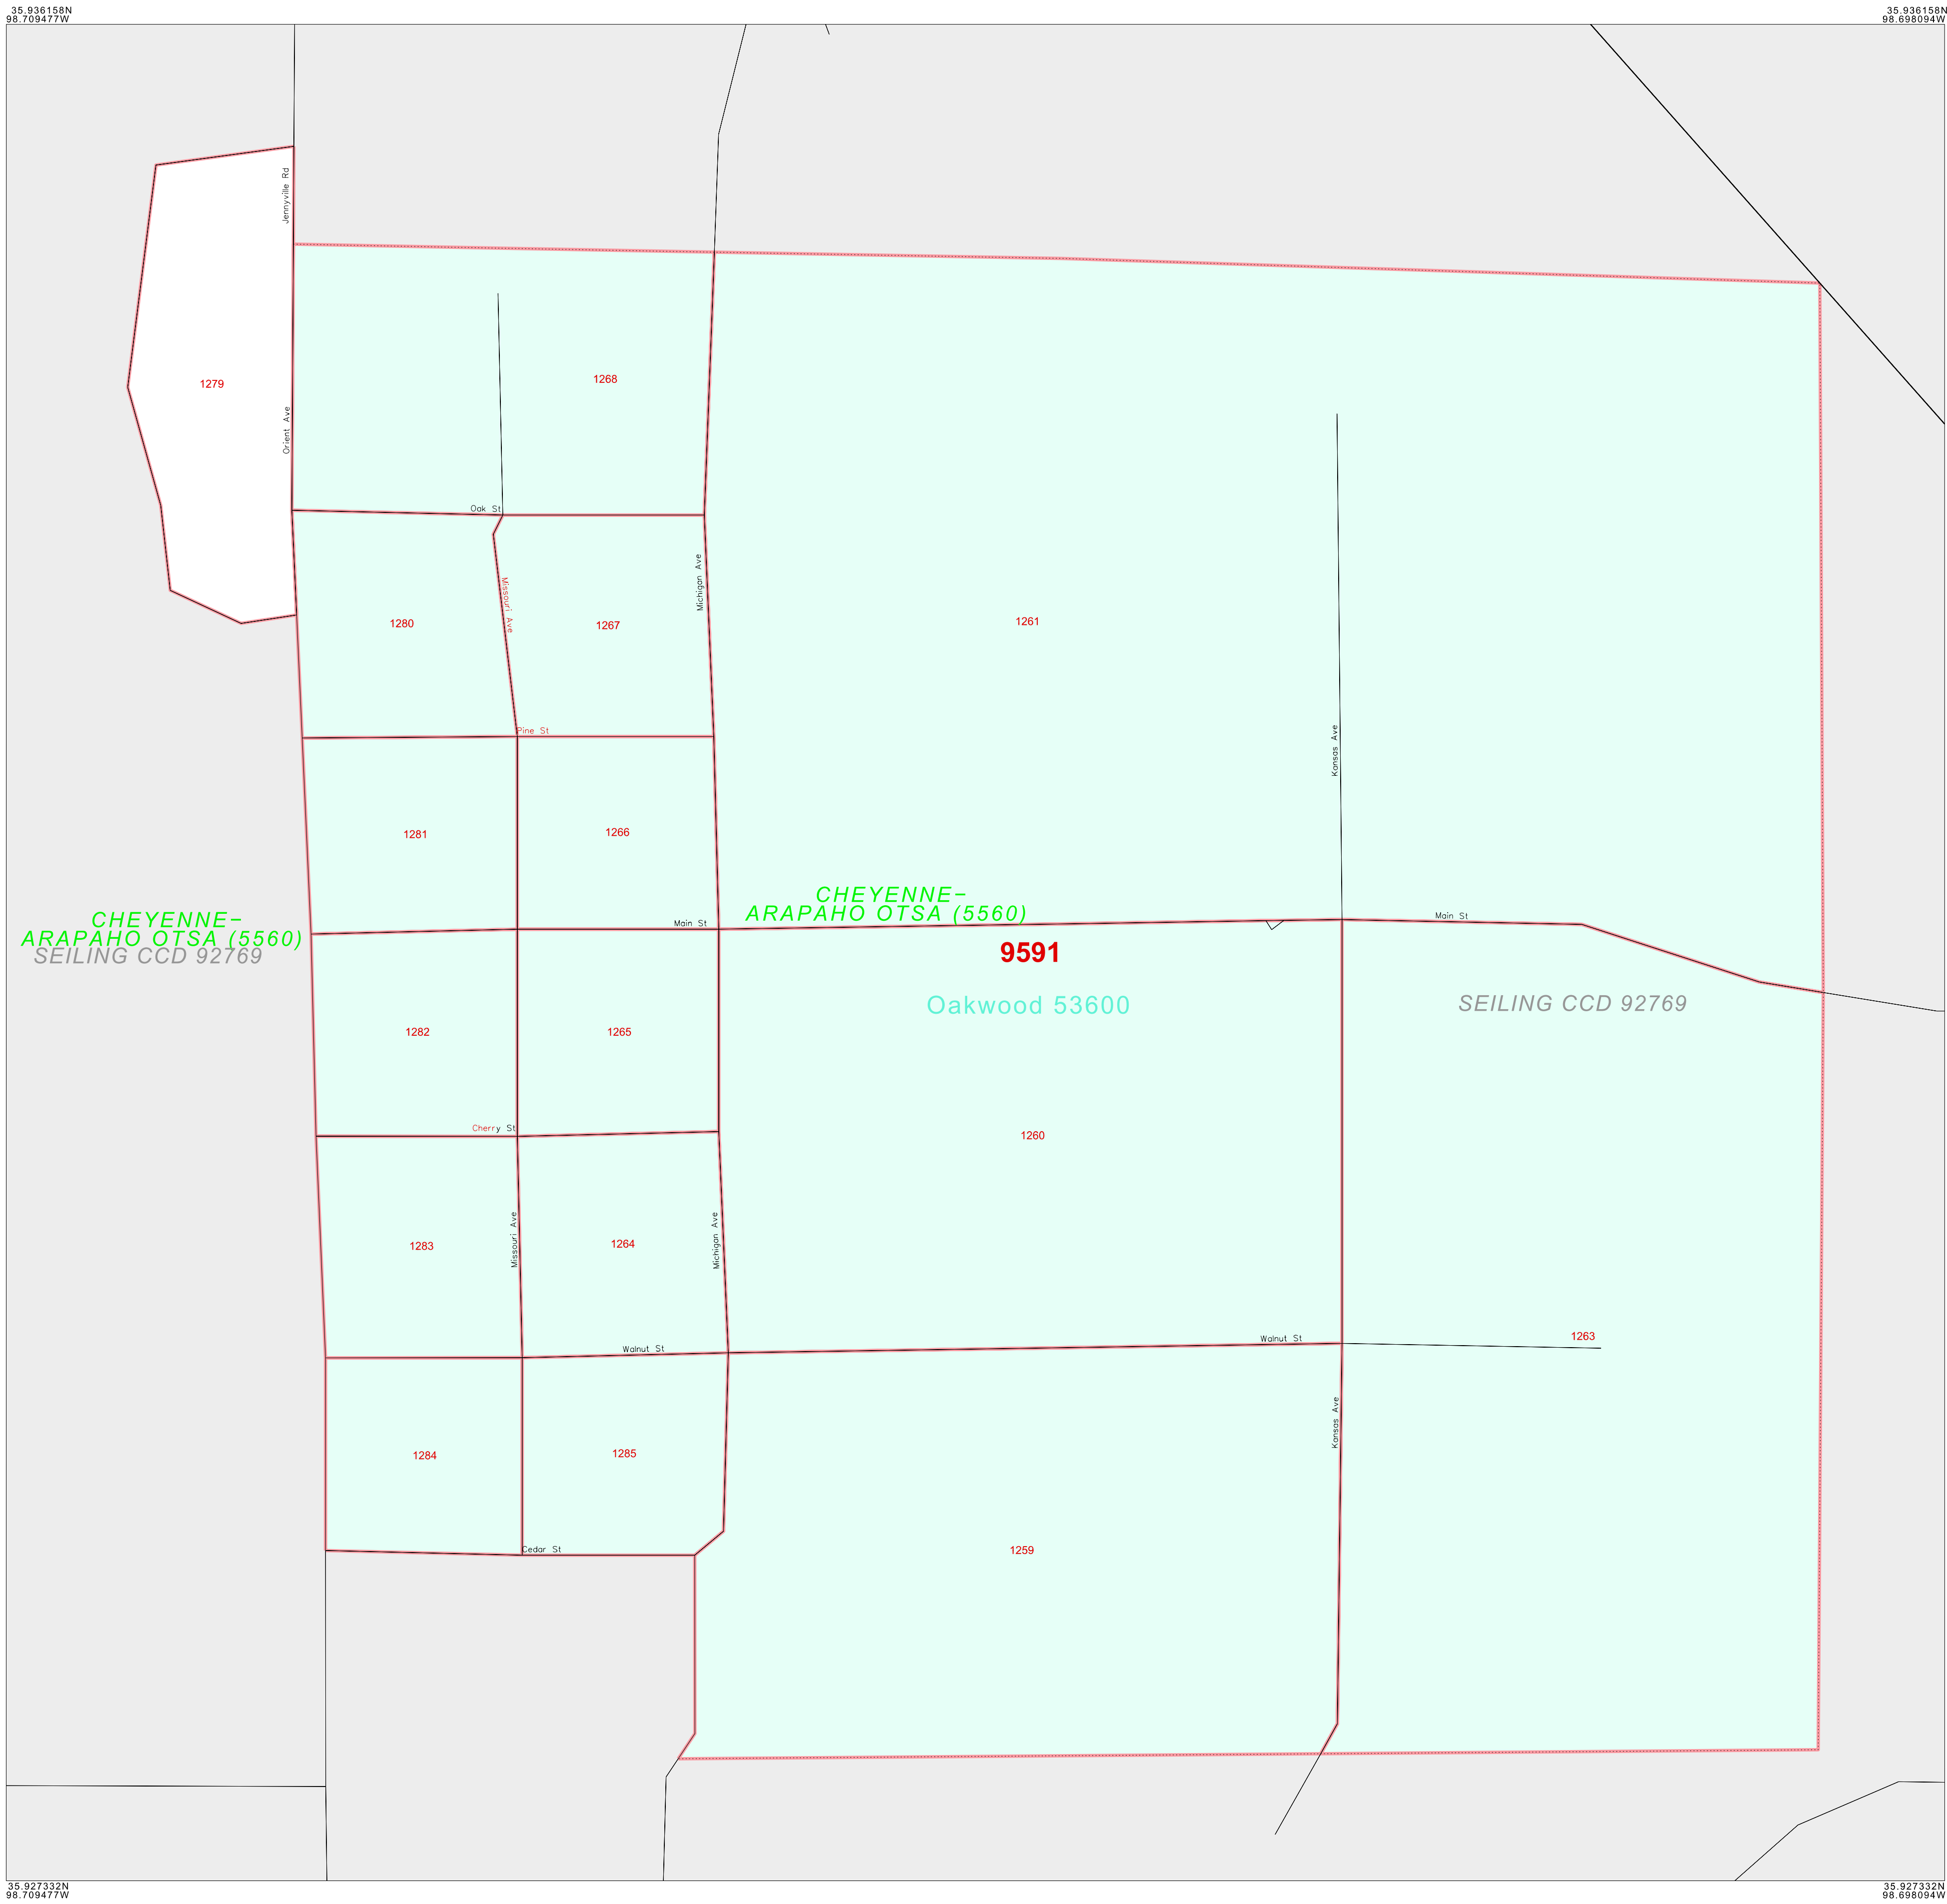 35.936158N
98.709477W
35.936158N
98.698094W
Jennyville Rd
1279
1268
Orient Ave
Oak St
Michigan Ave
Missouri Ave
1280
1267
1261
Pine St
Kansas Ave
1281
1266
CHEYENNE-
ARAPAHO OTSA (5560)
CHEYENNE-
ARAPAHO OTSA (5560)
SEILING CCD 92769
Main St
Main St
9591
Oakwood 53600
SEILING CCD 92769
1282
1265
Cherry St
1260
Missouri Ave
Michigan Ave
1283
1264
Walnut St
Walnut St
1263
Kansas Ave
1284
1285
Cedar St
1259
35.927332N
98.709477W
35.927332N
98.698094W